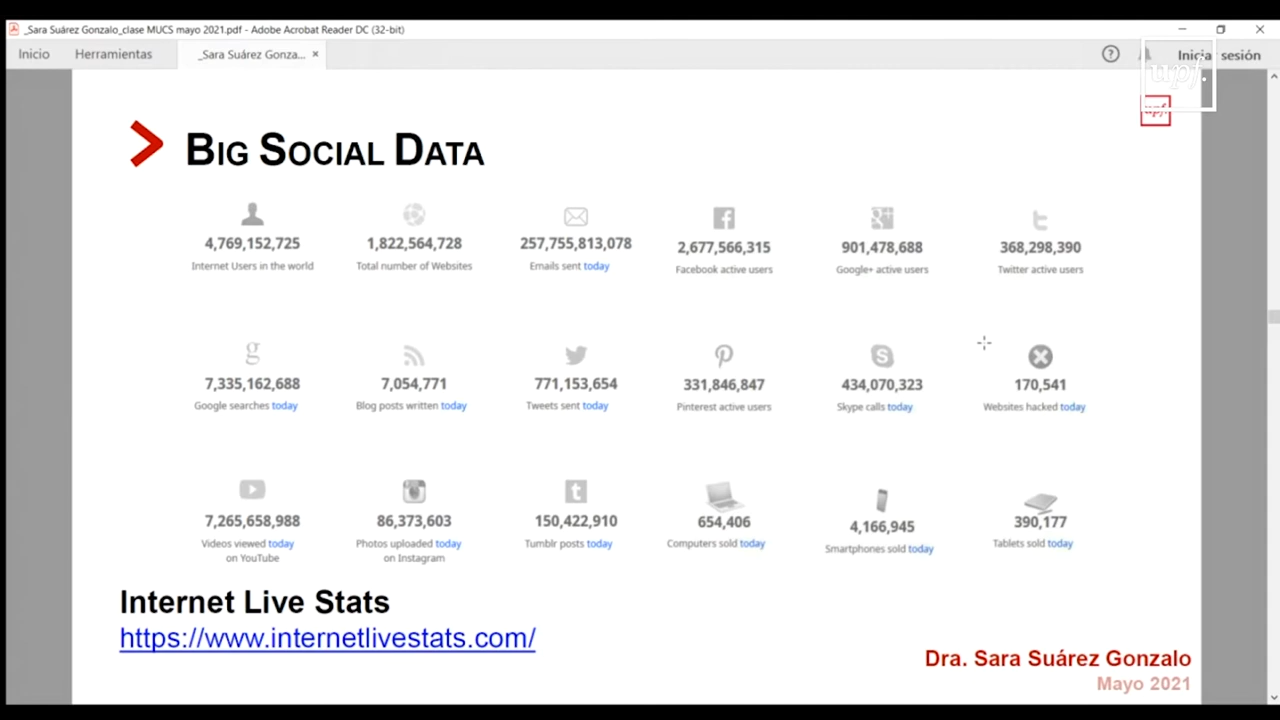 _Sara Suárez Gonzalo_clase MUCS mayo 2021.pdf - Adobe Acrobat Reader DC (32-bit)
Inicio Herramientas _Sara Suárez Gonza... Iniciar sesión
upf.
upf.
BIG SOCIAL DATA
4,769,152,725 1,822,564,728 257,755,813,078 2,677,566,315 901,478,688 368,298,390
Internet Users in the world Total number of Websites Emails sent today Facebook active users Google+ active users Twitter active users
7,335,162,688 7,054,771 771,153,654 331,846,847 434,070,323 170,541
Google searches today Blog posts written today Tweets sent today Pinterest active users Skype calls today Websites hacked today
7,265,658,988 86,373,603 150,422,910 654,406 4,166,945 390,177
Videos viewed today Photos uploaded today Tumblr posts today Computers sold today Smartphones sold today Tablets sold today
on YouTube on Instagram
Internet Live Stats
https://www.internetlivestats.com/
Dra. Sara Suárez Gonzalo
Mayo 2021